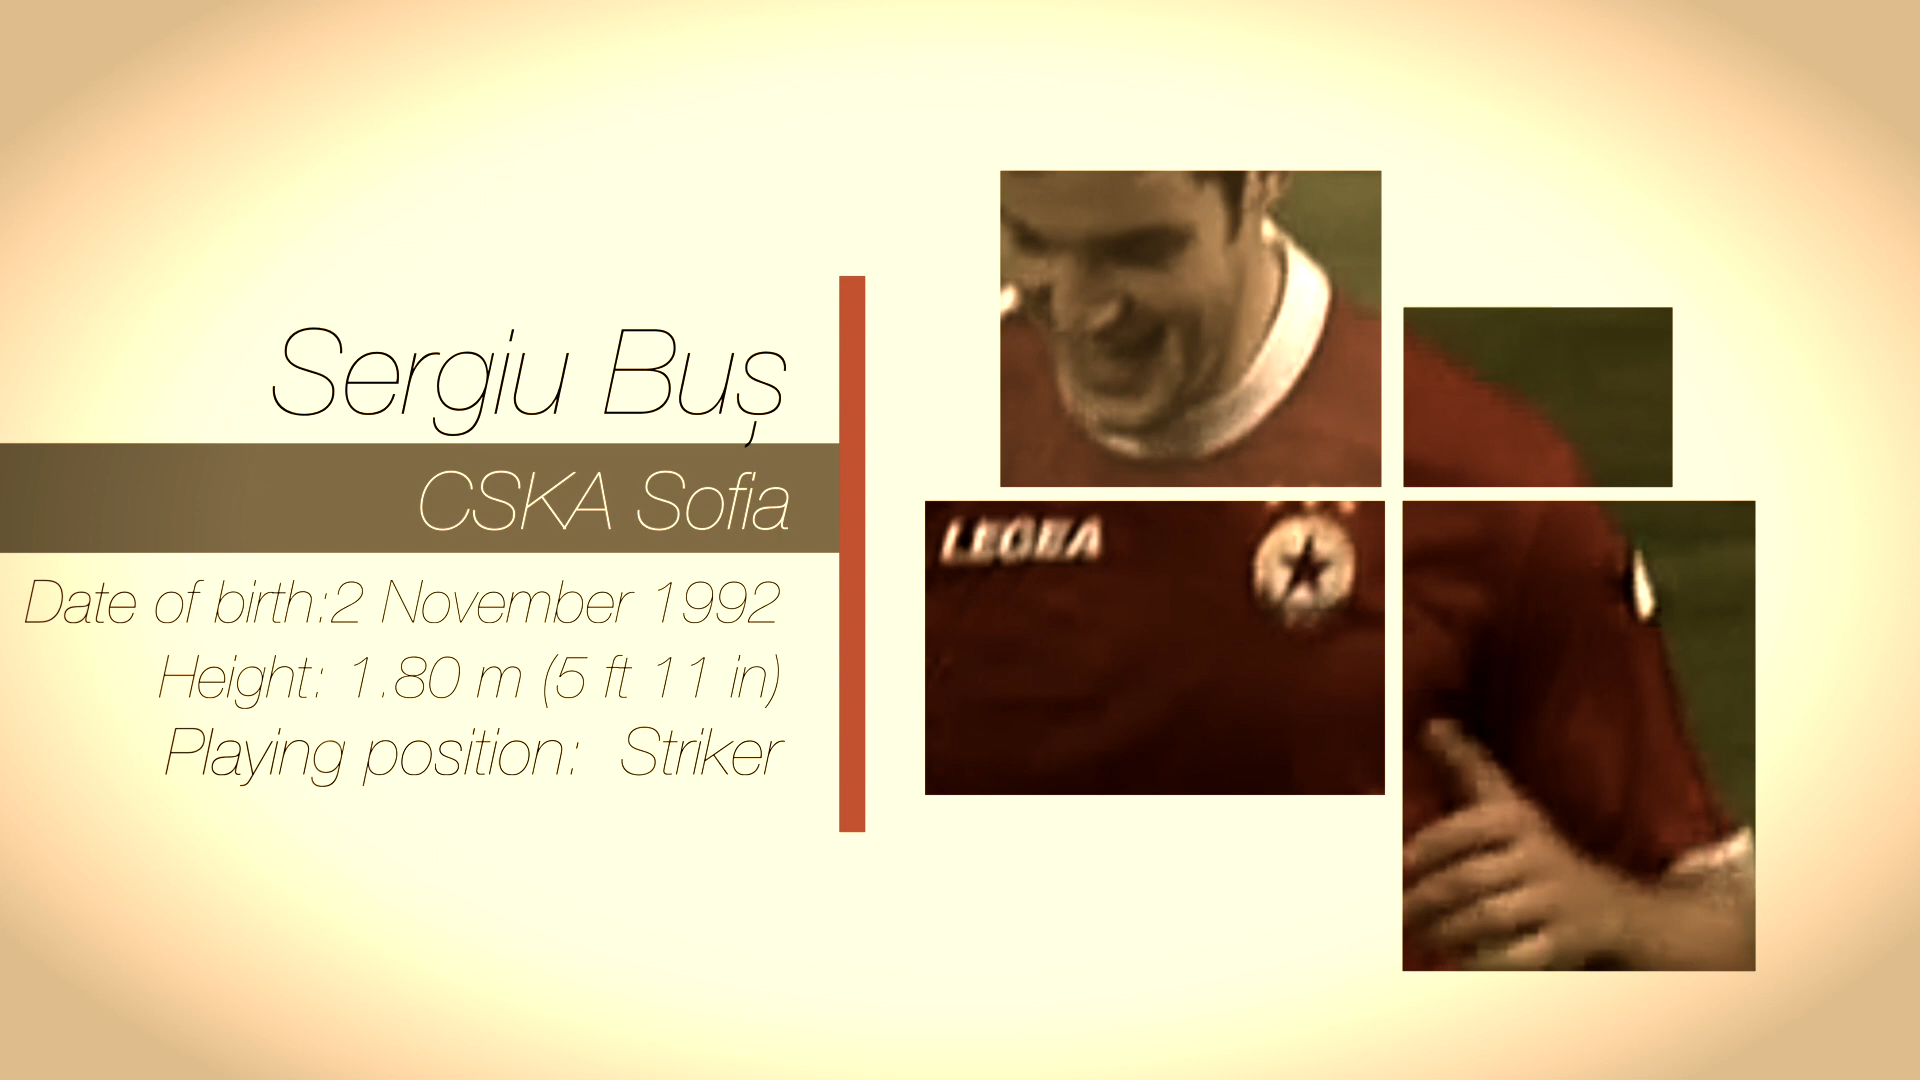 Sergiu Buș
CSKA Sofia
Date of birth:2 November 1992
Height: 1.80 m (5 ft 11 in)
Playing position: Striker
LEGEA